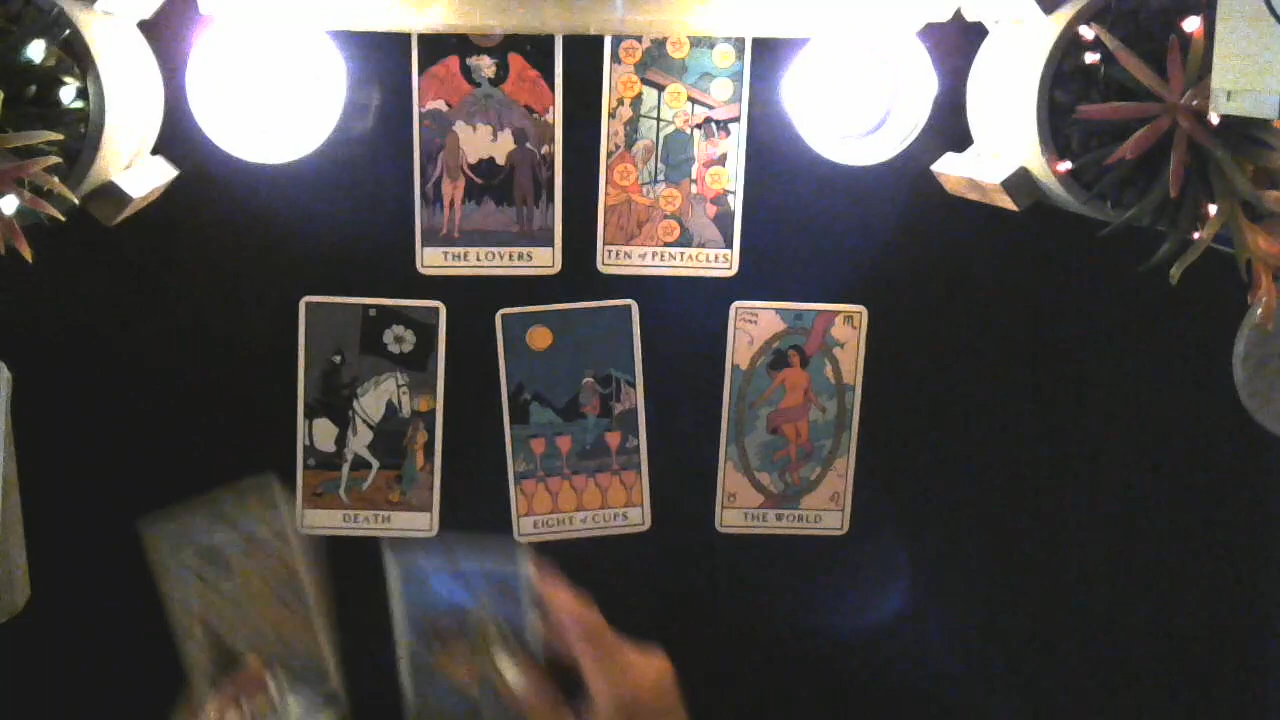 THE LOVERS
TEN of PENTACLES
DEATH
EIGHT of CUPS
THE WORLD